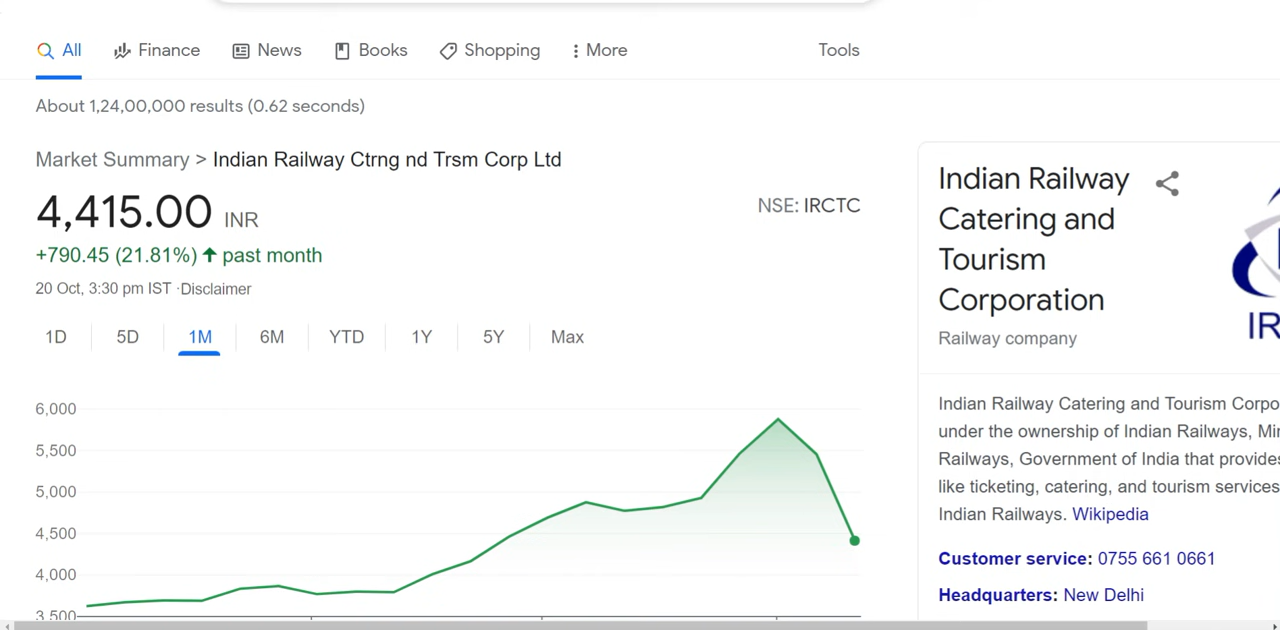 All
Finance
News
Books
Shopping
More
Tools
About 1,24,00,000 results (0.62 seconds)
Market Summary > Indian Railway Ctrng nd Trsm Corp Ltd
4,415.00 INR
NSE: IRCTC
+790.45 (21.81%) ↑ past month
20 Oct, 3:30 pm IST ·Disclaimer
1D
5D
1M
6M
YTD
1Y
5Y
Max
6,000
5,500
5,000
4,500
4,000
3,500
Indian Railway
Catering and
Tourism
Corporation
Railway company
IR
Indian Railway Catering and Tourism Corpo
under the ownership of Indian Railways, Mi
Railways, Government of India that provides
like ticketing, catering, and tourism services
Indian Railways. Wikipedia
Customer service: 0755 661 0661
Headquarters: New Delhi